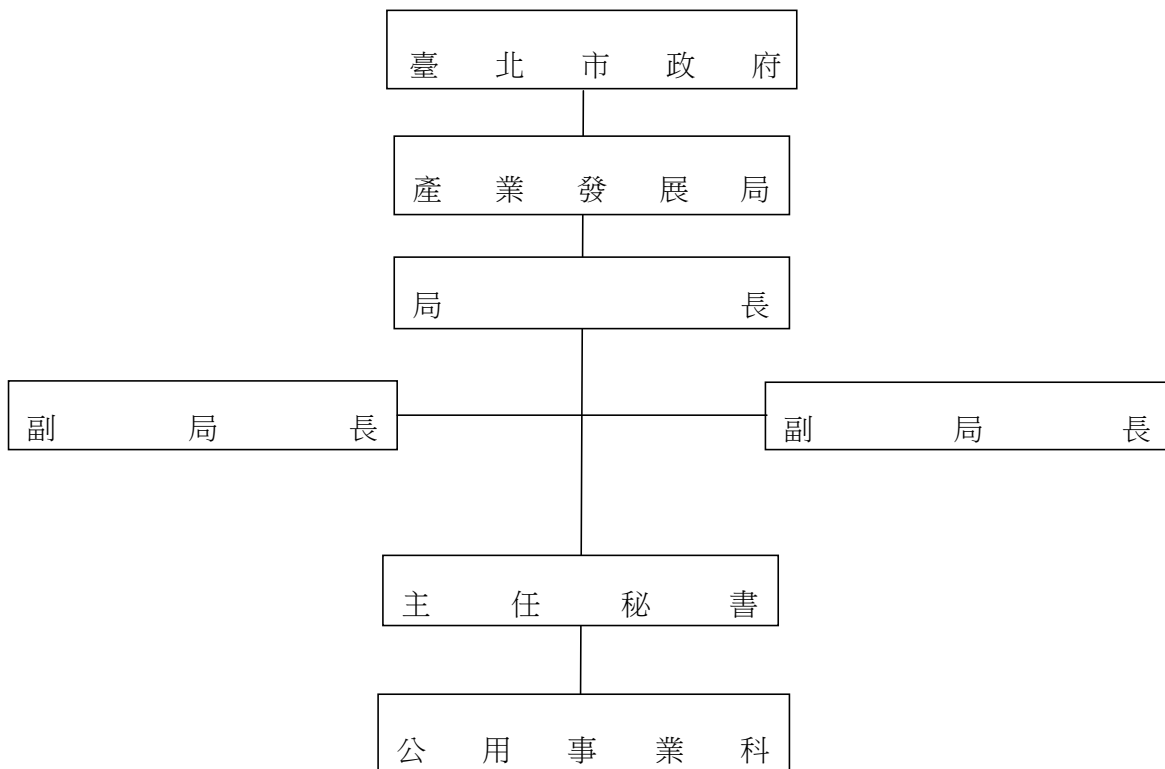 臺北市政府
產業發展局
局長
副局長
副局長
主任秘書
公用事業科